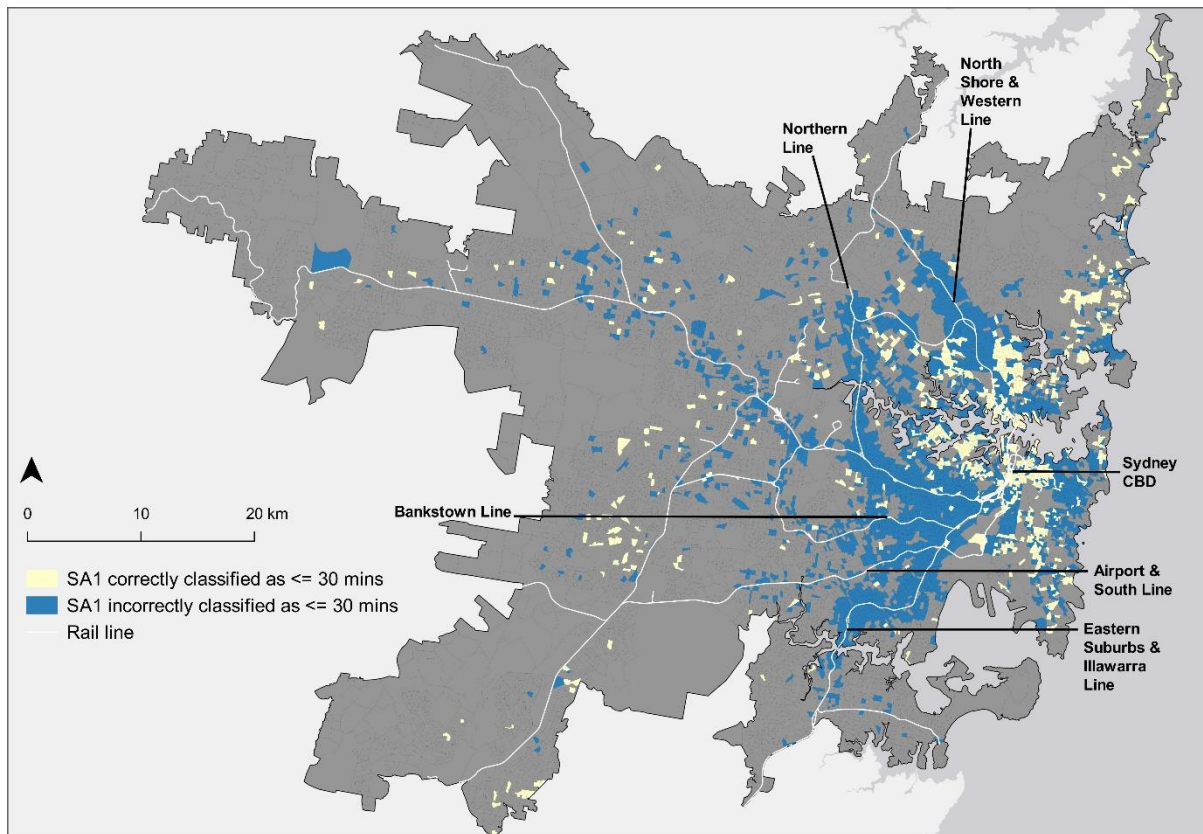 North
Shore &
Western
Line
Northern
Line
Sydney
CBD
Bankstown Line
0 10 20 km
SA1 correctly classified as <= 30 mins
SA1 incorrectly classified as <= 30 mins
Rail line
Airport &
South Line
Eastern
Suburbs &
Illawarra
Line